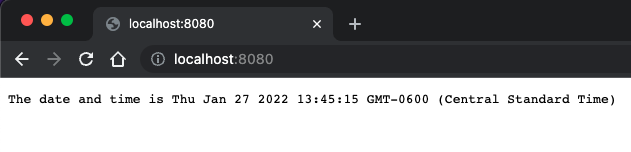 localhost:8080
localhost:8080
The date and time is Thu Jan 27 2022 13:45:15 GMT-0600 (Central Standard Time)